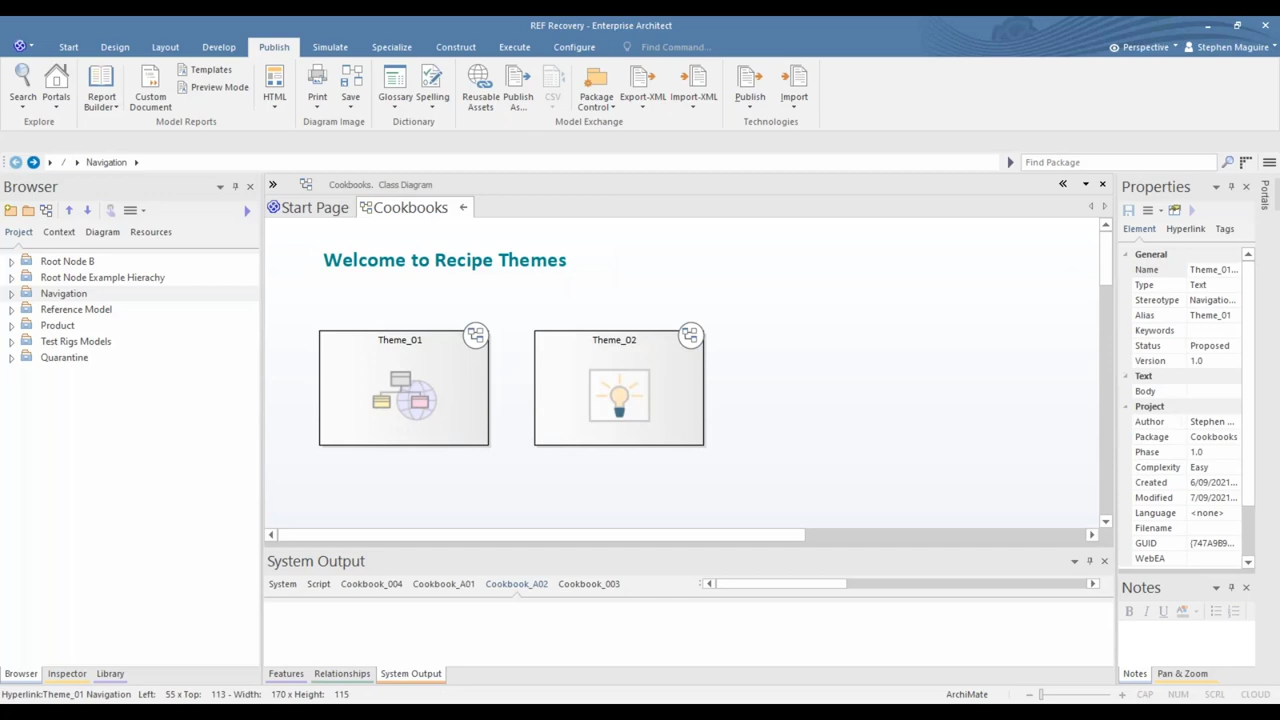 REF Recovery - Enterprise Architect
Start Design Layout Develop Publish Simulate Specialize Construct Execute Configure Find Command... Perspective Stephen Maguire
Search Portals Report Builder Custom Document Templates Preview Mode HTML Print Save Glossary Spelling Reusable Assets Publish As... CSV Package Control Export-XML Import-XML Publish Import
Explore Model Reports Diagram Image Dictionary Model Exchange Technologies
/ Navigation Find Package
Browser
Project Context Diagram Resources
Root Node B
Root Node Example Hierachy
Navigation
Reference Model
Product
Test Rigs Models
Quarantine
Browser Inspector Library
Cookbooks. Class Diagram
Start Page Cookbooks
Welcome to Recipe Themes
Theme_01 Theme_02
System Output
System Script Cookbook_004 Cookbook_A01 Cookbook_A02 Cookbook_003
Features Relationships System Output
Properties
Portals
Element Hyperlink Tags
General
Name Theme_01...
Type Text
Stereotype Navigatio...
Alias Theme_01
Keywords
Status Proposed
Version 1.0
Text
Body
Project
Author Stephen ...
Package Cookbooks
Phase 1.0
Complexity Easy
Created 6/09/2021...
Modified 7/09/2021...
Language <none>
Filename
GUID {747A9B9...
WebEA
Notes
B I U
Notes Pan & Zoom
Hyperlink:Theme_01 Navigation Left: 55 x Top: 113 - Width: 170 x Height: 115 ArchiMate CAP NUM SCRL CLOUD